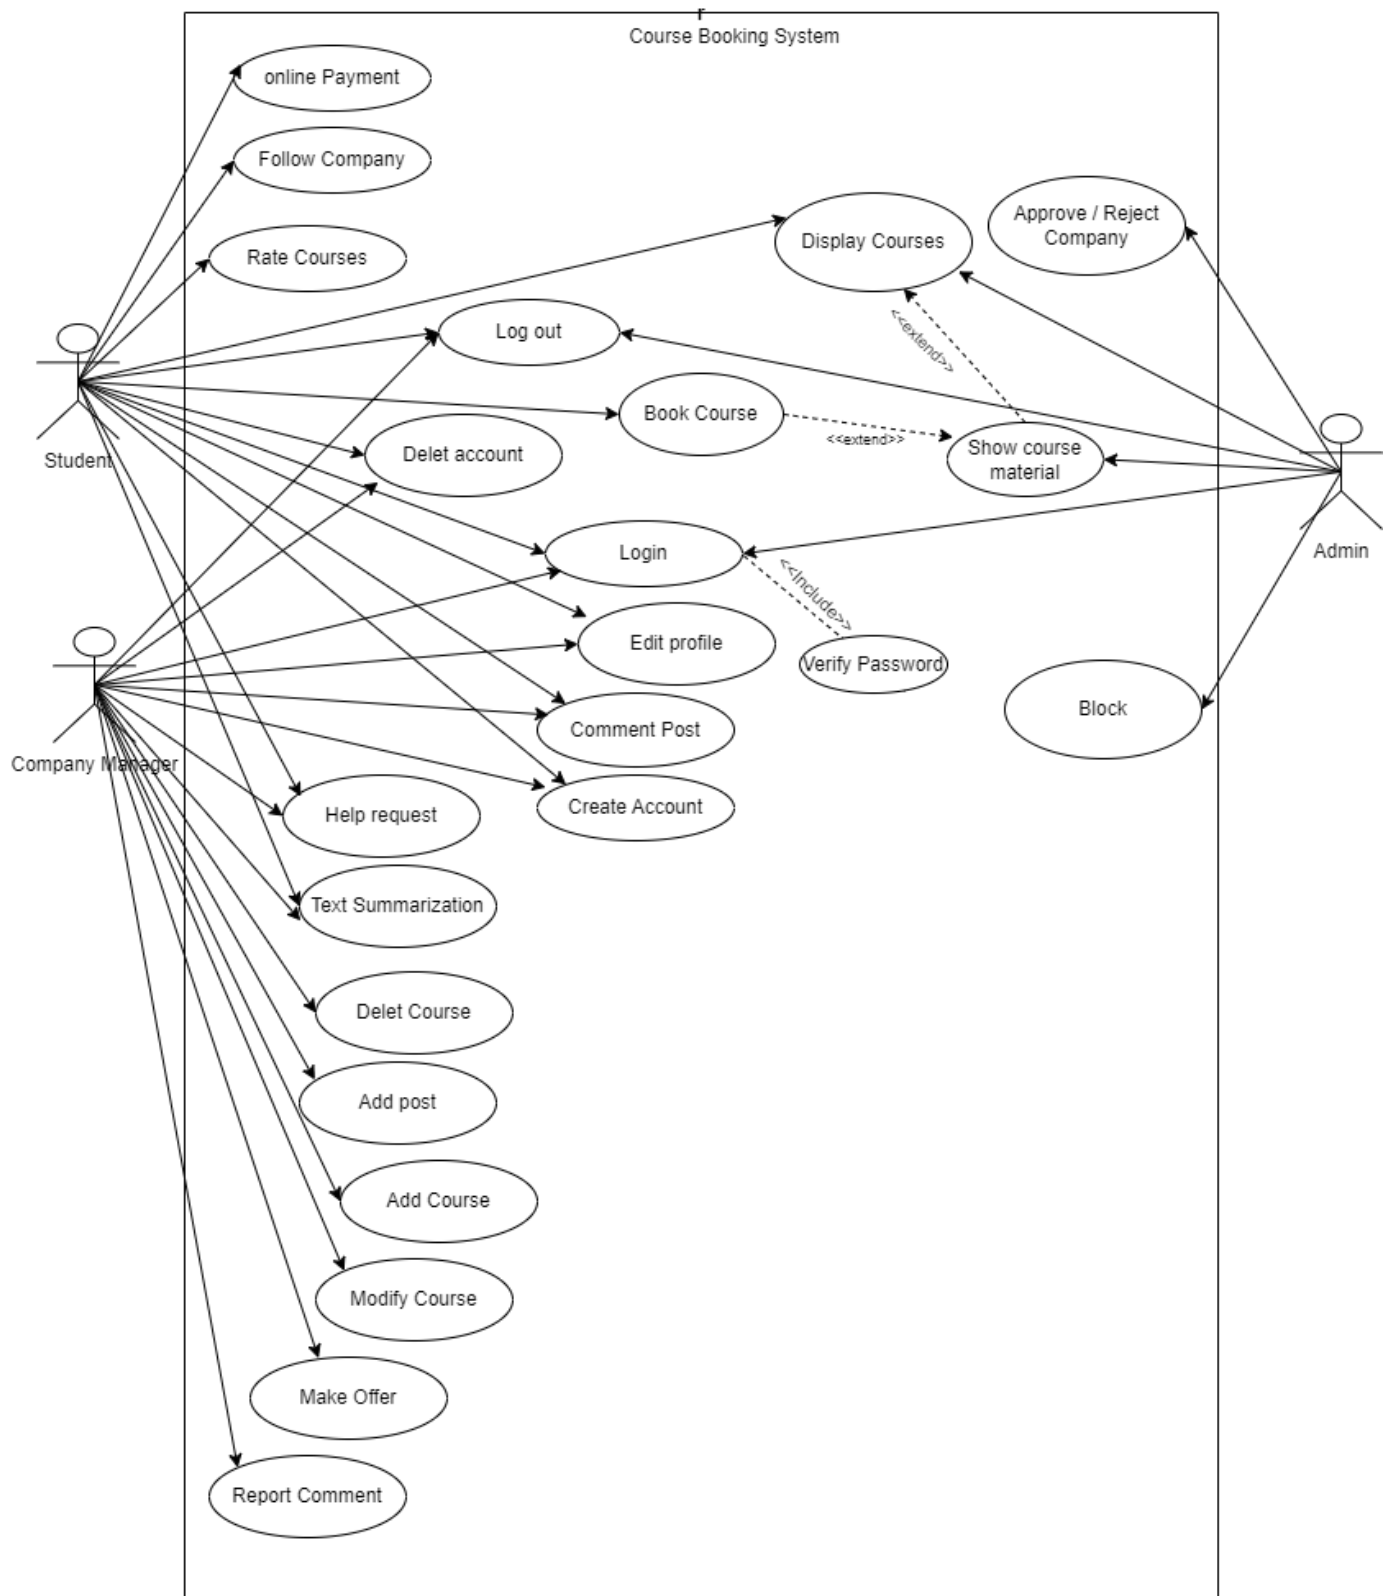 r
Course Booking System
online Payment
Follow Company
Rate Courses
Display Courses
Approve / Reject
Company
Log out
<<extend>>
Book Course
<<extend>>
Show course
material
Student
Delet account
Login
Admin
<<Include>>
Edit profile
Verify Password
Block
Comment Post
Company Manager
Create Account
Help request
Text Summarization
Delet Course
Add post
Add Course
Modify Course
Make Offer
Report Comment